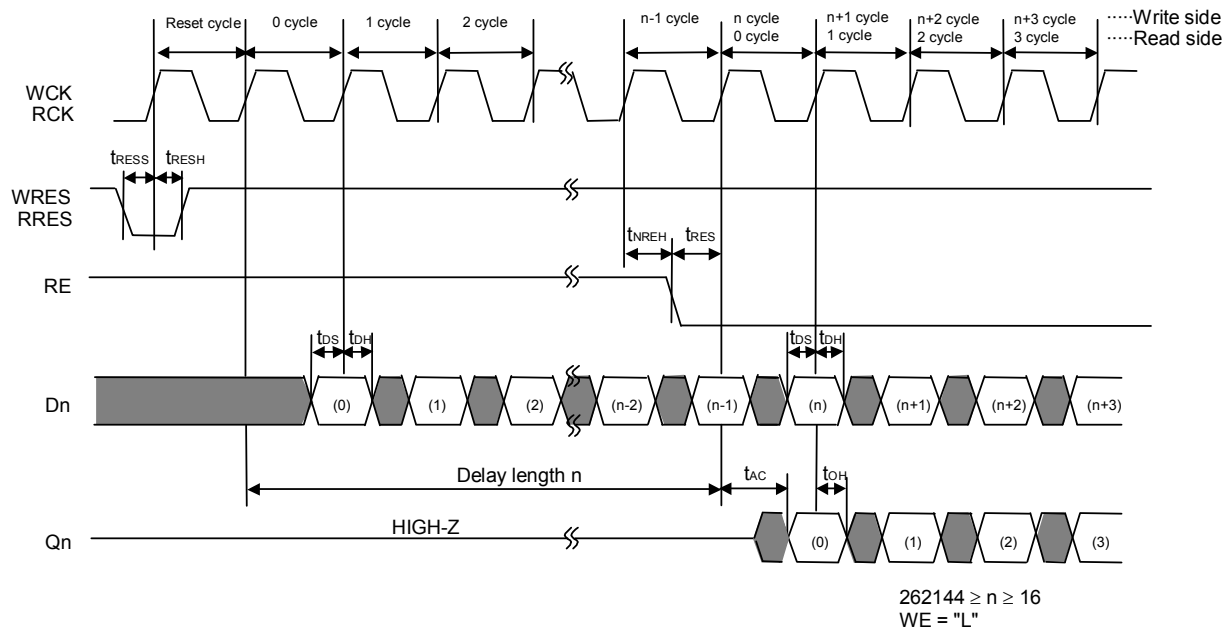 Reset cycle 0 cycle 1 cycle 2 cycle n-1 cycle n cycle n+1 cycle n+2 cycle n+3 cycle ·····Write side
0 cycle 1 cycle 2 cycle 3 cycle ·····Read side
WCK
RCK
tRESS tRESH
WRES
RRES
tNREH tRES
RE
tDS tDH tDS tDH
Dn (0) (1) (2) (n-2) (n-1) (n) (n+1) (n+2) (n+3)
Delay length n tAC tOH
HIGH-Z
Qn (0) (1) (2) (3)
262144 ≥ n ≥ 16
WE = "L"